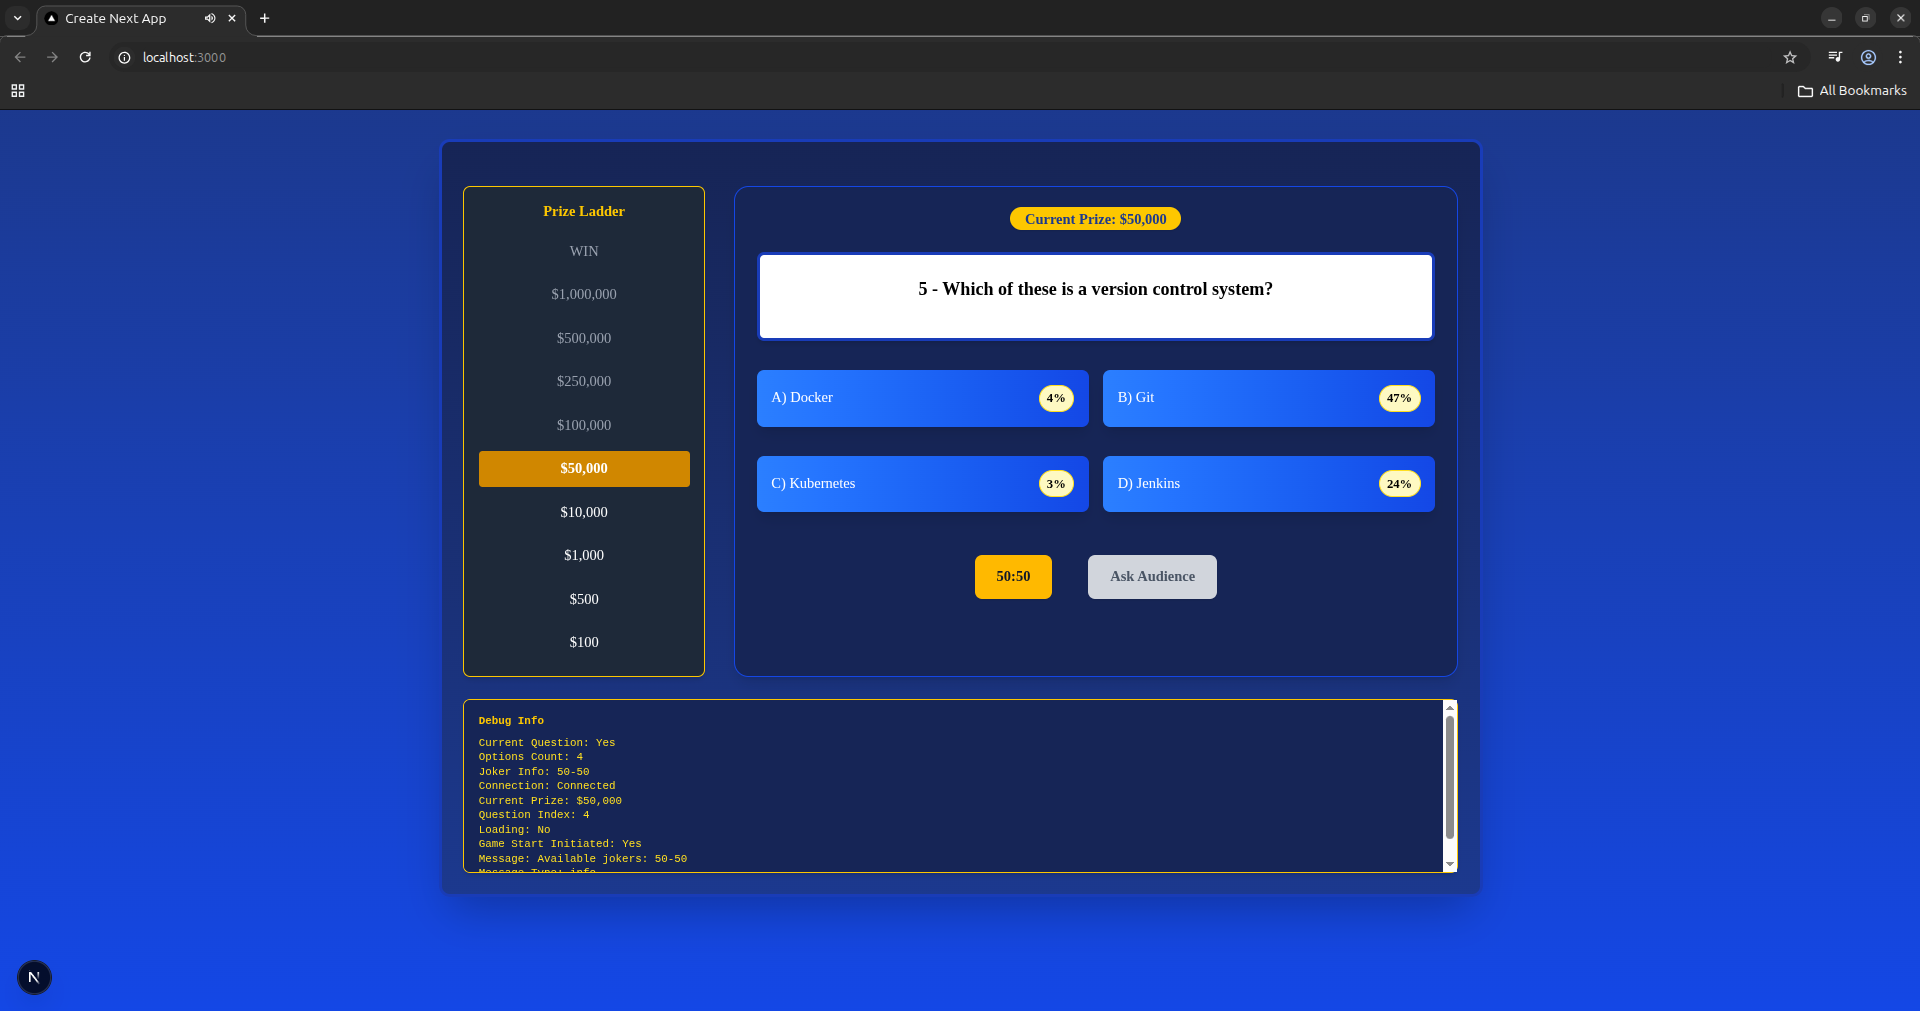 Create Next App
localhost:3000
All Bookmarks
Prize Ladder
WIN
$1,000,000
$500,000
$250,000
$100,000
$50,000
$10,000
$1,000
$500
$100
Current Prize: $50,000
5 - Which of these is a version control system?
A) Docker 4%
B) Git 47%
C) Kubernetes 3%
D) Jenkins 24%
50:50
Ask Audience
Debug Info
Current Question: Yes
Options Count: 4
Joker Info: 50-50
Connection: Connected
Current Prize: $50,000
Question Index: 4
Loading: No
Game Start Initiated: Yes
Message: Available jokers: 50-50
Message Type: info
N